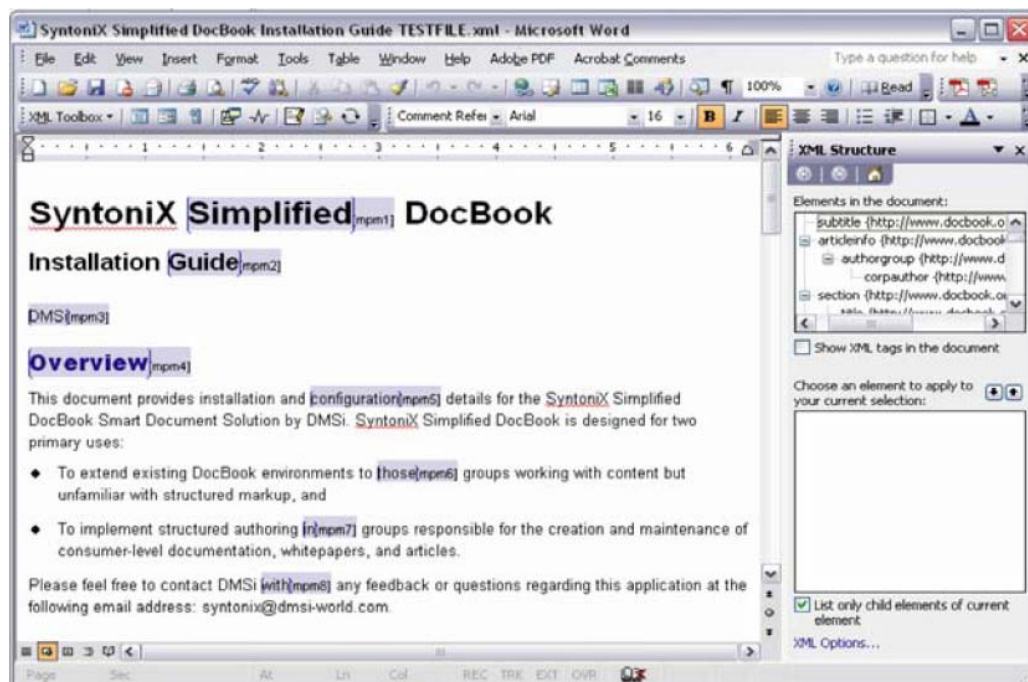 SyntoniX Simplified DocBook Installation Guide TESTFILE.xml - Microsoft Word
File Edit View Insert Format Tools Table Window Help Adobe PDF Acrobat Comments Type a question for help
100% Read
XML Toolbox Comment Refer Arial 16 B I A
1 2 3 4 5 6
XML Structure
Elements in the document:
subtitle {http://www.docbook.o
articleinfo {http://www.docbook
authorgroup {http://www.d
corpauthor {http://www
section {http://www.docbook.or
Show XML tags in the document
Choose an element to apply to
your current selection:
List only child elements of current
element
XML Options...
SyntoniX Simplified[mpm1] DocBook
Installation Guide[mpm2]
DMSi[mpm3]
Overview[mpm4]
This document provides installation and configuration[mpm5] details for the SyntoniX Simplified
DocBook Smart Document Solution by DMSi. SyntoniX Simplified DocBook is designed for two
primary uses:
To extend existing DocBook environments to those[mpm6] groups working with content but
unfamiliar with structured markup, and
To implement structured authoring in[mpm7] groups responsible for the creation and maintenance of
consumer-level documentation, whitepapers, and articles.
Please feel free to contact DMSi with[mpm8] any feedback or questions regarding this application at the
following email address: syntonix@dmsi-world.com.
Page Sec At Ln Col REC TRK EXT OVR